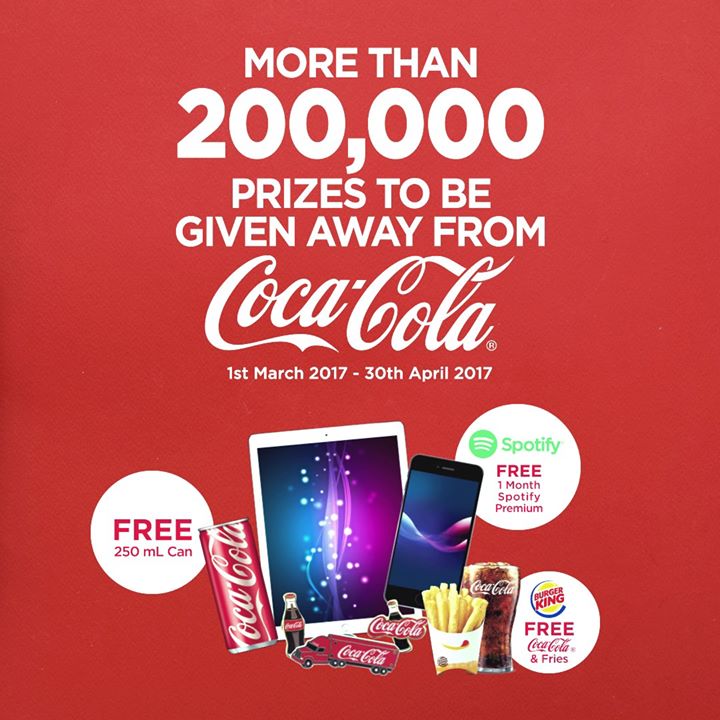 MORE THAN
200,000
PRIZES TO BE
GIVEN AWAY FROM
Coca-Cola®
1st March 2017 - 30th April 2017
Spotify
FREE
1 Month
Spotify
Premium
FREE
250 mL Can
Coca-Cola
Coca-Cola
Coca-Cola
Coca-Cola
Coca-Cola
BURGER
KING
FREE
Coca-Cola®
& Fries